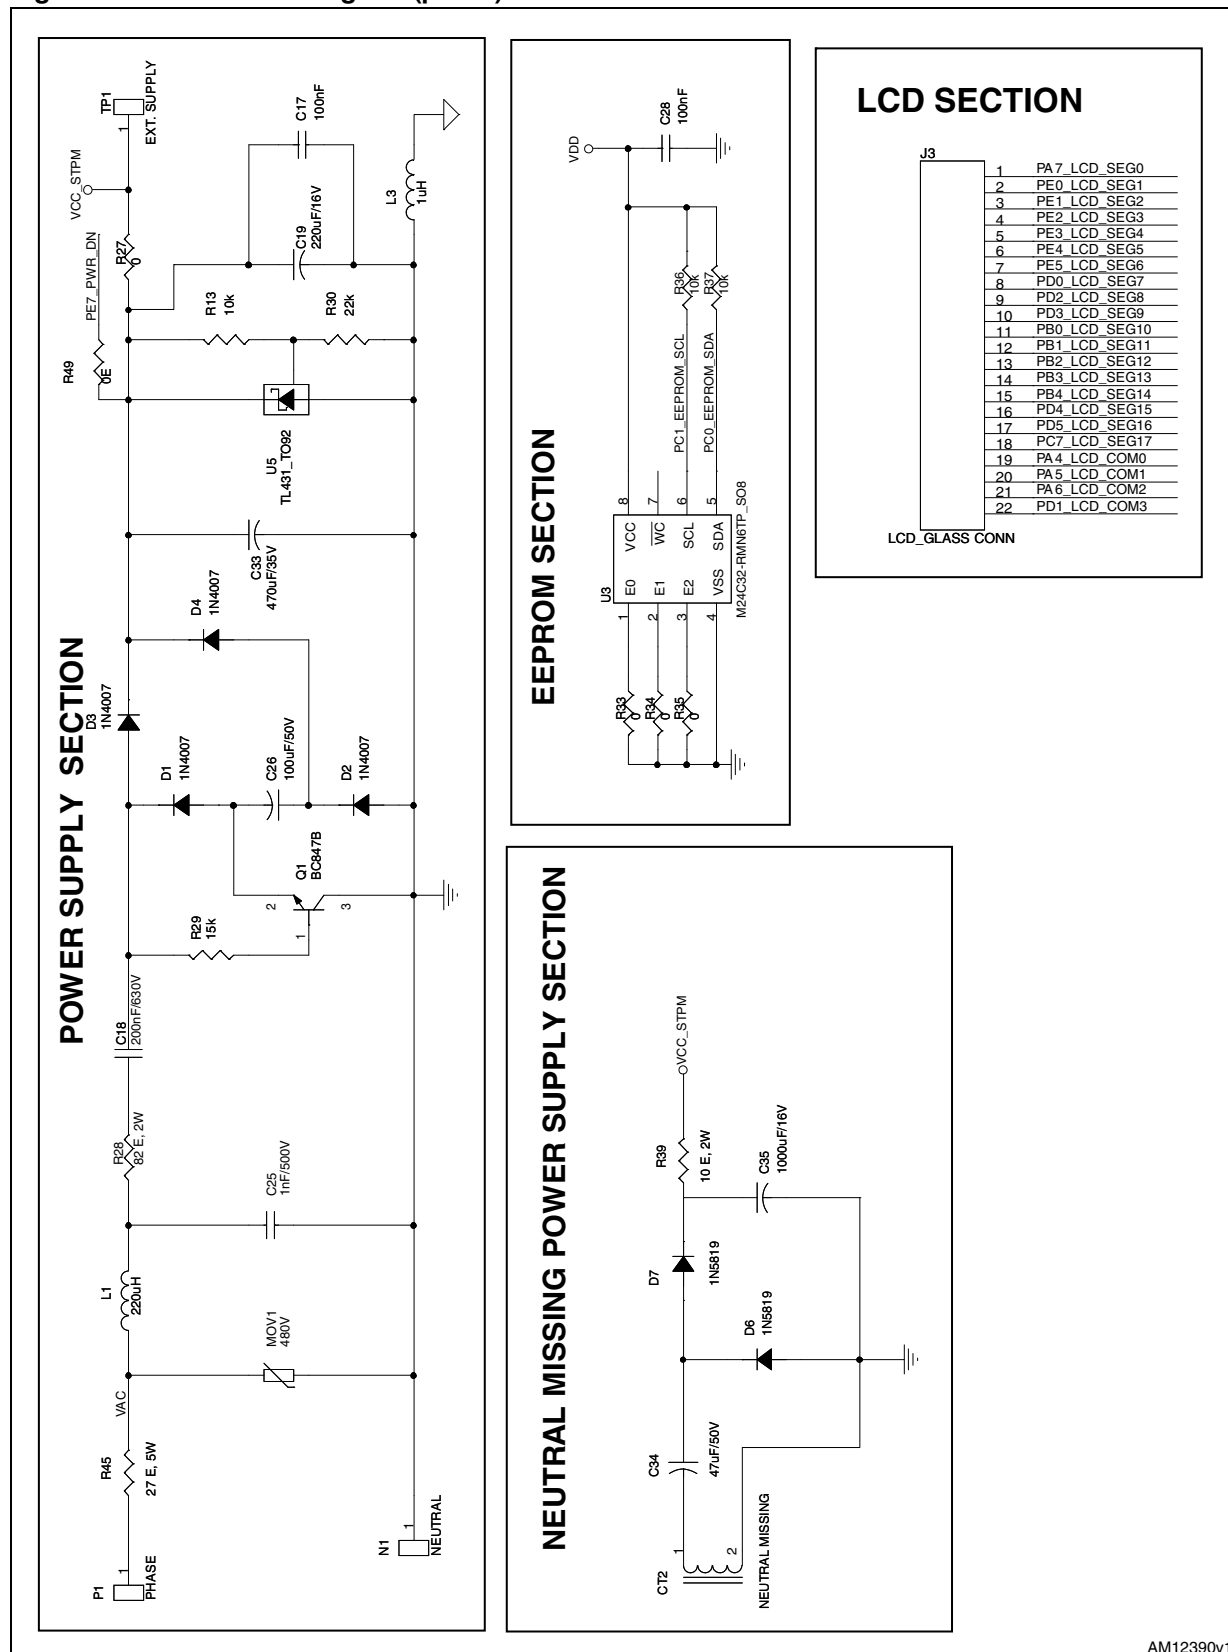 POWER SUPPLY SECTION
P1
1
PHASE
R45
27 E, 5W
VAC
MOV1
480V
N1
1
NEUTRAL
L1
220uH
C25
1nF/500V
R28
82 E, 2W
C18
200nF/630V
R29
15k
Q1
BC847B
1
2
3
D1
1N4007
C26
100uF/50V
D2
1N4007
D3
1N4007
D4
1N4007
C33
470uF/35V
U5
TL431_TO92
R49
0E
PE7_PWR_DN
R13
10k
R30
22k
R27
0
C19
220uF/16V
C17
100nF
L3
1uH
VCC_STPM
TP1
1
EXT. SUPPLY
EEPROM SECTION
VDD
C28
100nF
R36
10k
R37
10k
PC1_EEPROM_SCL
PC0_EEPROM_SDA
U3
8
7
6
5
VCC
WC
SCL
SDA
E0
E1
E2
VSS
1
2
3
4
M24C32-RMN6TP_SO8
R33
0
R34
0
R35
0
LCD SECTION
J3
1 PA7_LCD_SEG0
2 PE0_LCD_SEG1
3 PE1_LCD_SEG2
4 PE2_LCD_SEG3
5 PE3_LCD_SEG4
6 PE4_LCD_SEG5
7 PE5_LCD_SEG6
8 PD0_LCD_SEG7
9 PD2_LCD_SEG8
10 PD3_LCD_SEG9
11 PB0_LCD_SEG10
12 PB1_LCD_SEG11
13 PB2_LCD_SEG12
14 PB3_LCD_SEG13
15 PB4_LCD_SEG14
16 PD4_LCD_SEG15
17 PD5_LCD_SEG16
18 PC7_LCD_SEG17
19 PA4_LCD_COM0
20 PA5_LCD_COM1
21 PA6_LCD_COM2
22 PD1_LCD_COM3
LCD_GLASS CONN
NEUTRAL MISSING POWER SUPPLY SECTION
CT2
1
2
NEUTRAL MISSING
C34
47uF/50V
D7
1N5819
D6
1N5819
R39
10 E, 2W
C35
1000uF/16V
VCC_STPM
AM12390v1